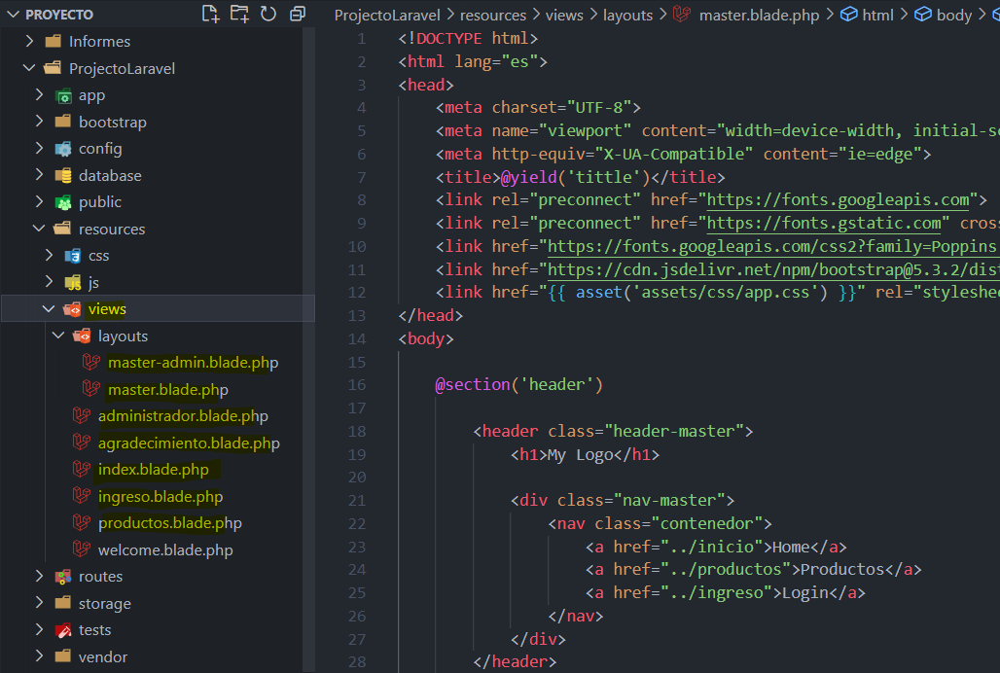 PROYECTO
Informes
ProjectoLaravel
app
bootstrap
config
database
public
resources
css
js
views
layouts
master-admin.blade.php
master.blade.php
administrador.blade.php
agradecimiento.blade.php
index.blade.php
ingreso.blade.php
productos.blade.php
welcome.blade.php
routes
storage
tests
vendor
ProjectoLaravel > resources > views > layouts > master.blade.php > html > body >
1 <!DOCTYPE html>
2 <html lang="es">
3 <head>
4 <meta charset="UTF-8">
5 <meta name="viewport" content="width=device-width, initial-sc
6 <meta http-equiv="X-UA-Compatible" content="ie=edge">
7 <title>@yield('tittle')</title>
8 <link rel="preconnect" href="https://fonts.googleapis.com">
9 <link rel="preconnect" href="https://fonts.gstatic.com" cros
10 <link href="https://fonts.googleapis.com/css2?family=Poppins
11 <link href="https://cdn.jsdelivr.net/npm/bootstrap@5.3.2/dis
12 <link href="{{ asset('assets/css/app.css') }}" rel="styleshe
13 </head>
14 <body>
15
16 @section('header')
17
18 <header class="header-master">
19 <h1>My Logo</h1>
20
21 <div class="nav-master">
22 <nav class="contenedor">
23 <a href="../inicio">Home</a>
24 <a href="../productos">Productos</a>
25 <a href="../ingreso">Login</a>
26 </nav>
27 </div>
28 </header>